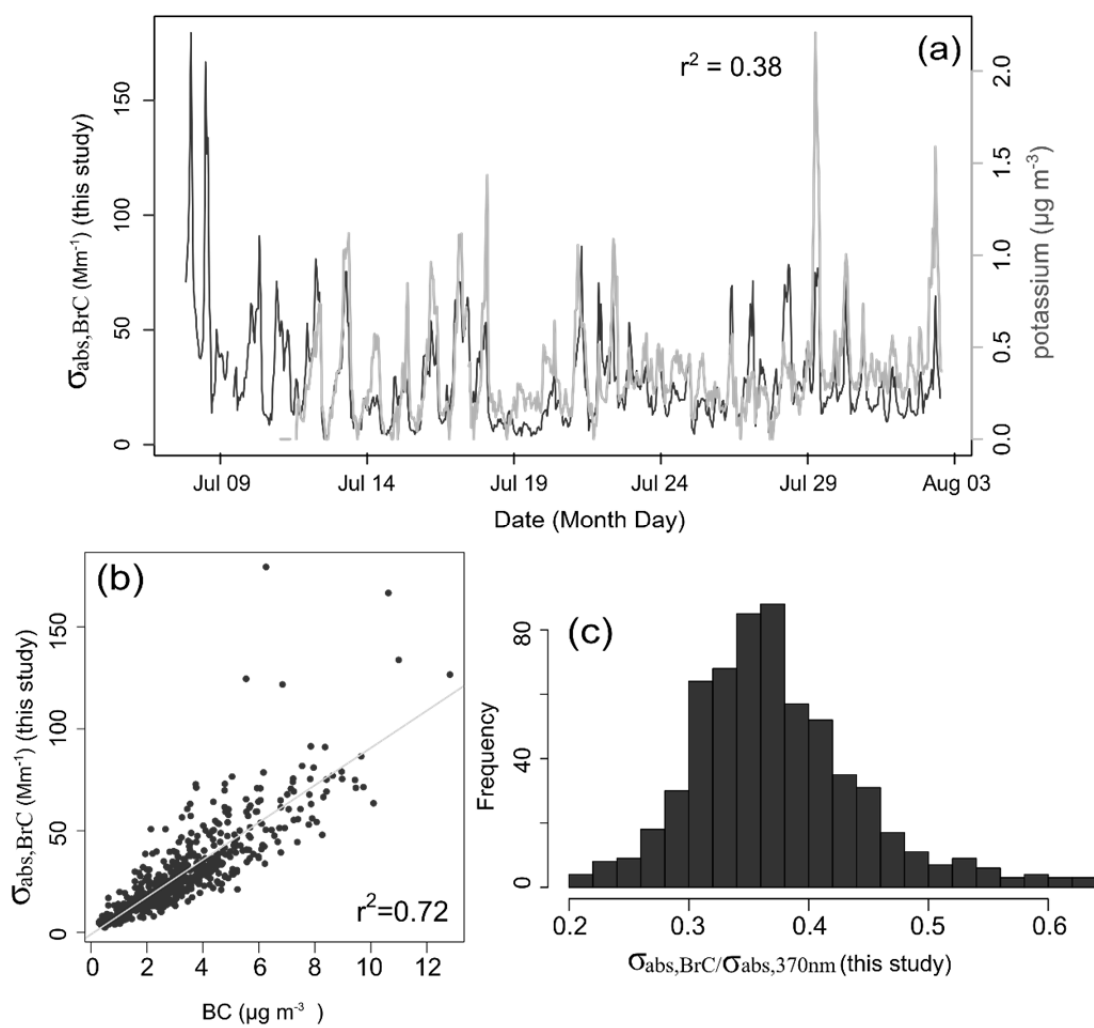 (a)
r² = 0.38
σabs,BrC (Mm⁻¹) (this study)
0
50
100
150
potassium (µg m⁻³)
0.0
0.5
1.0
1.5
2.0
Jul 09
Jul 14
Jul 19
Jul 24
Jul 29
Aug 03
Date (Month Day)
(b)
σabs,BrC (Mm⁻¹) (this study)
0
50
100
150
r²=0.72
0
2
4
6
8
10
12
BC (µg m⁻³ )
(c)
Frequency
0
40
80
0.2
0.3
0.4
0.5
0.6
σabs,BrC/σabs,370nm (this study)